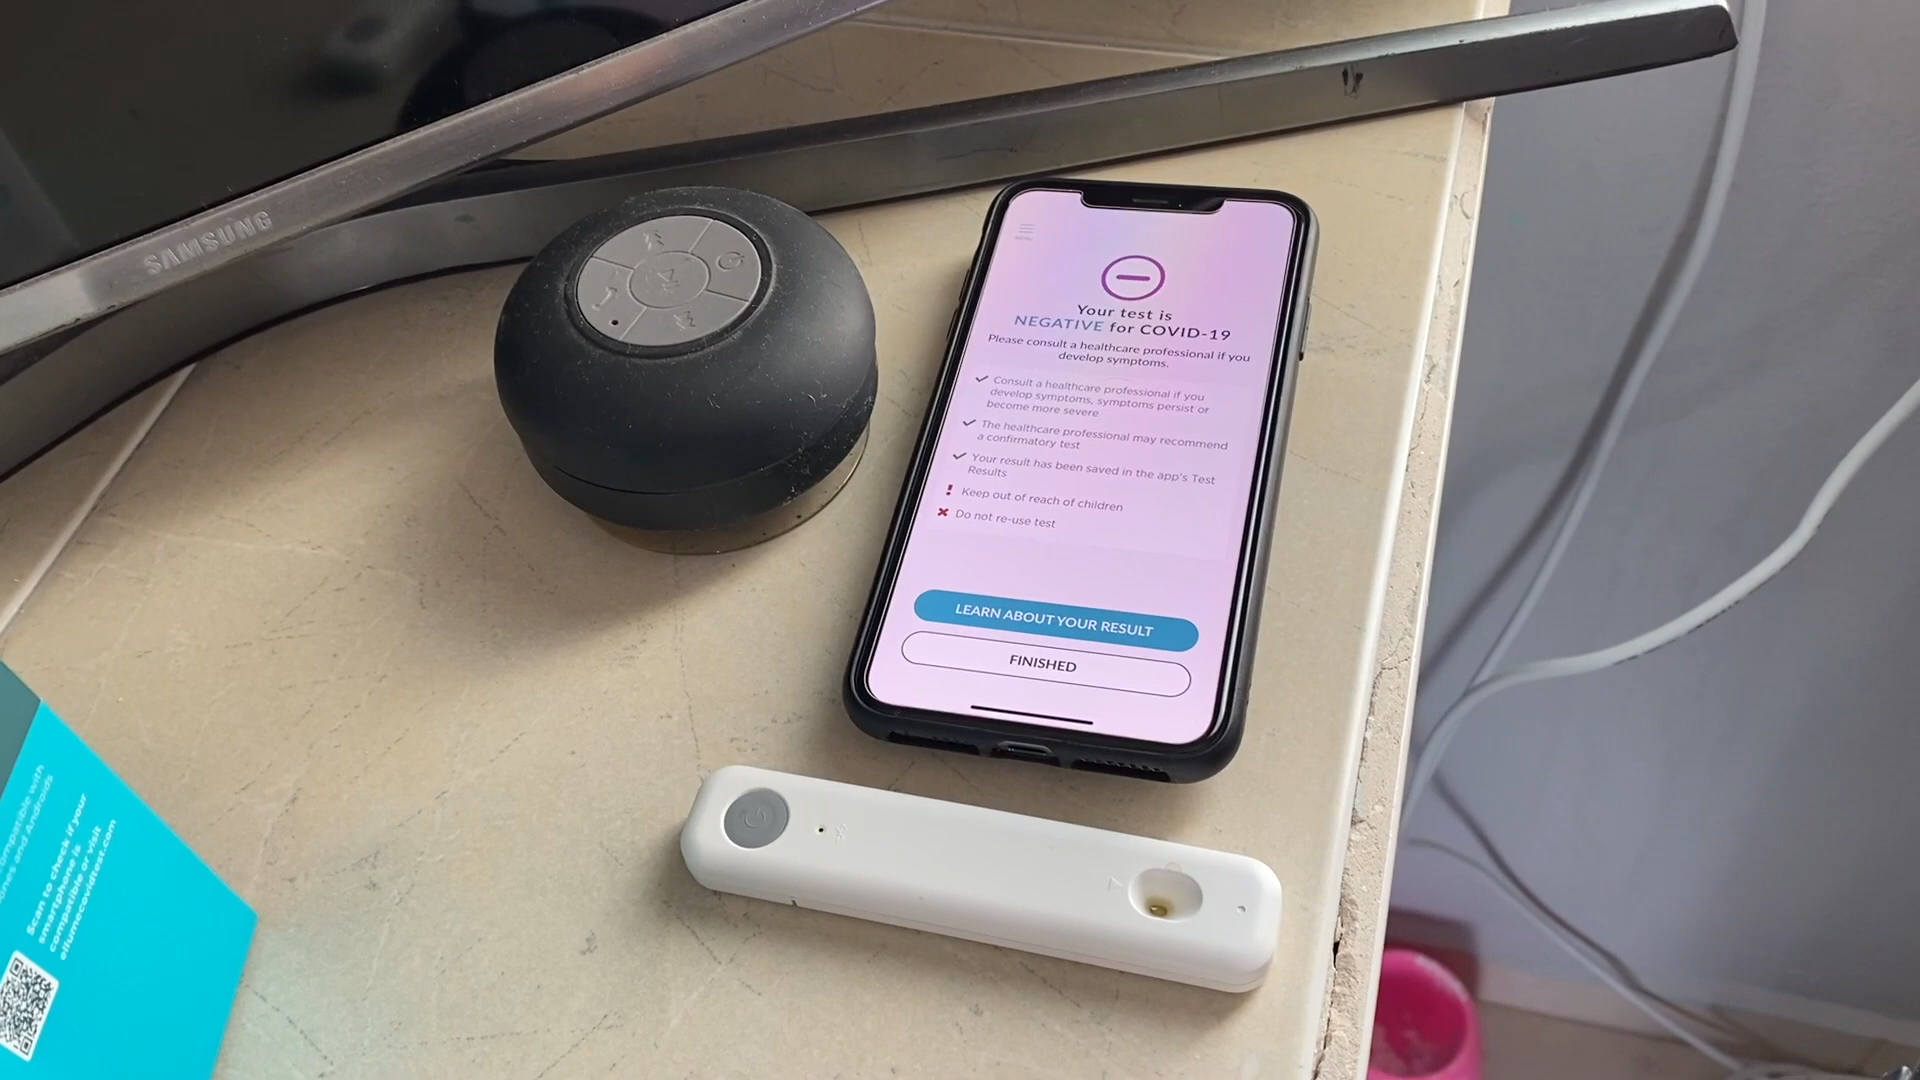 SAMSUNG
MENU
Your test is
NEGATIVE for COVID-19
Please consult a healthcare professional if you
develop symptoms.
Consult a healthcare professional if you
develop symptoms, symptoms persist or
become more severe
The healthcare professional may recommend
a confirmatory test
Your result has been saved in the app's Test
Results
Keep out of reach of children
Do not re-use test
LEARN ABOUT YOUR RESULT
FINISHED
compatible with
and Androids
Scan to check if your
smartphone is
compatible or visit
ellumecovidtest.com